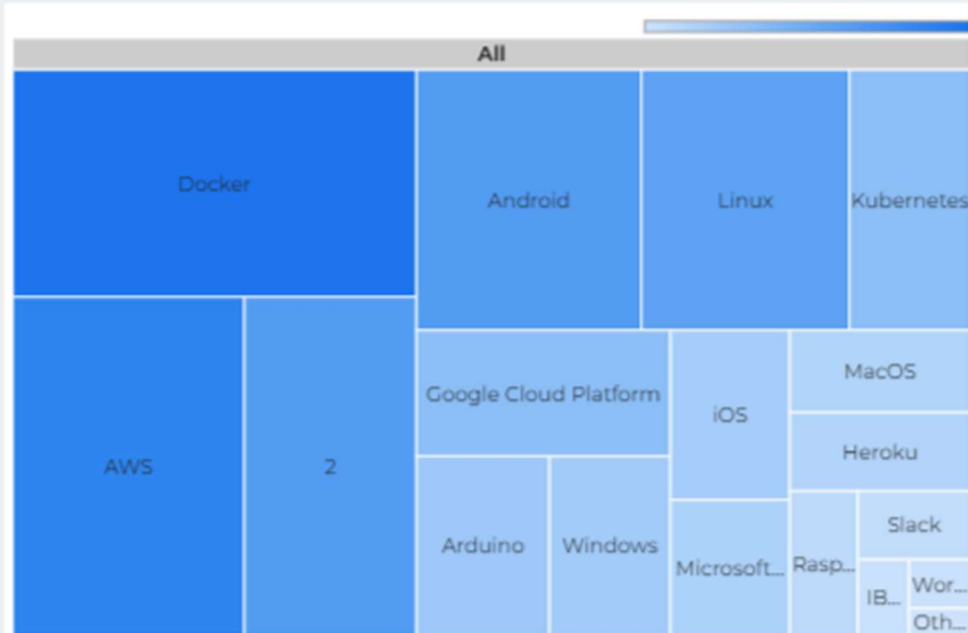 All
Docker
Android
Linux
Kubernetes
Google Cloud Platform
iOS
MacOS
Heroku
AWS
2
Arduino
Windows
Microsoft...
Rasp...
Slack
IB...
Wor...
Oth...